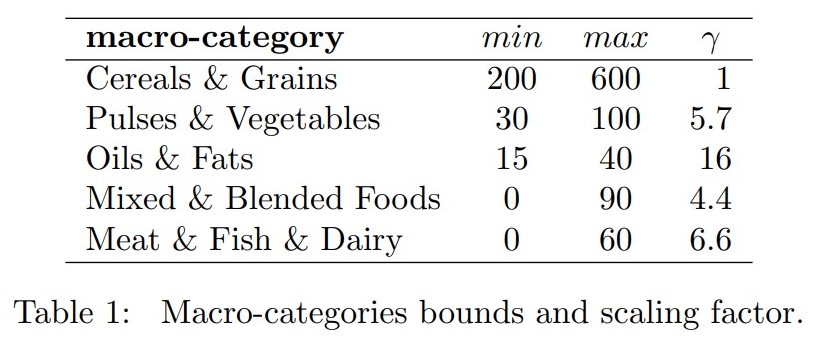 macro-category min max γ
Cereals & Grains 200 600 1
Pulses & Vegetables 30 100 5.7
Oils & Fats 15 40 16
Mixed & Blended Foods 0 90 4.4
Meat & Fish & Dairy 0 60 6.6
Table 1: Macro-categories bounds and scaling factor.